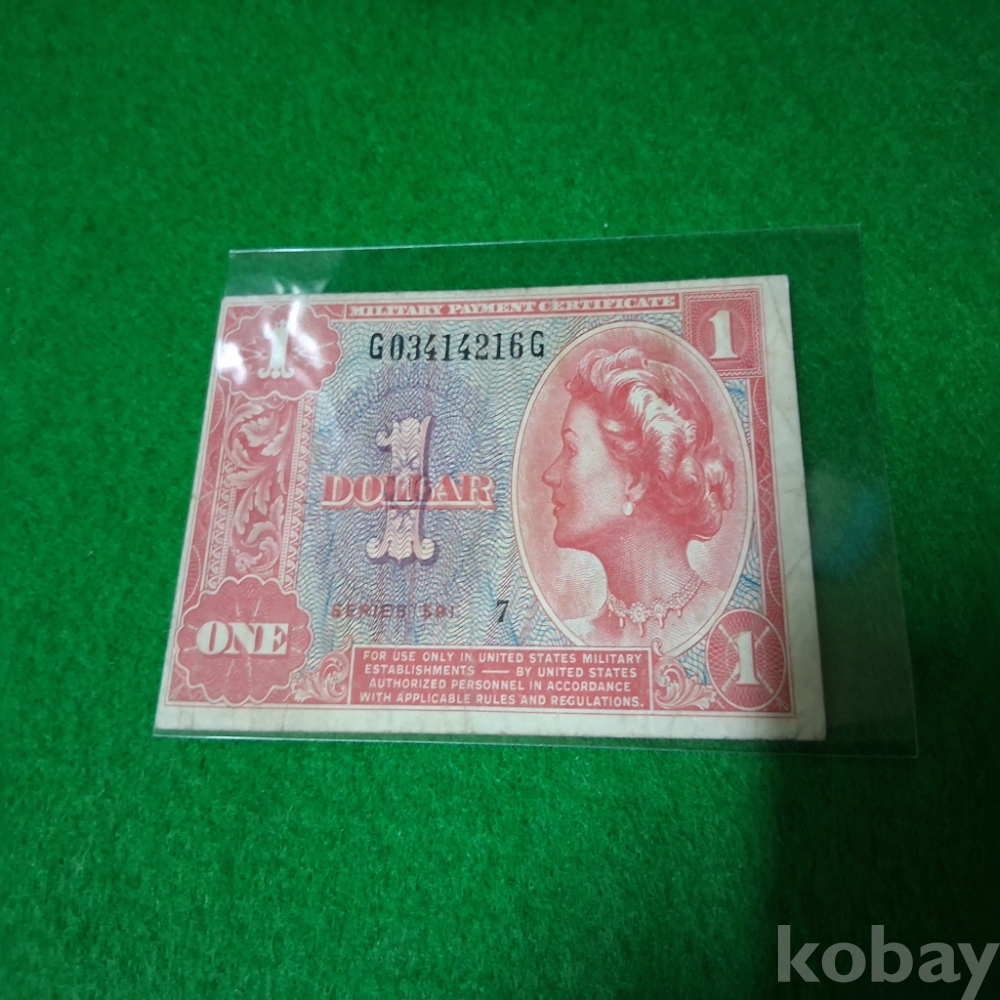 MILITARY PAYMENT CERTIFICATE
1
1
G03414216G
1
DOLLAR
SERIES 591
7
ONE
1
FOR USE ONLY IN UNITED STATES MILITARY
ESTABLISHMENTS — BY UNITED STATES
AUTHORIZED PERSONNEL IN ACCORDANCE
WITH APPLICABLE RULES AND REGULATIONS.
kobay